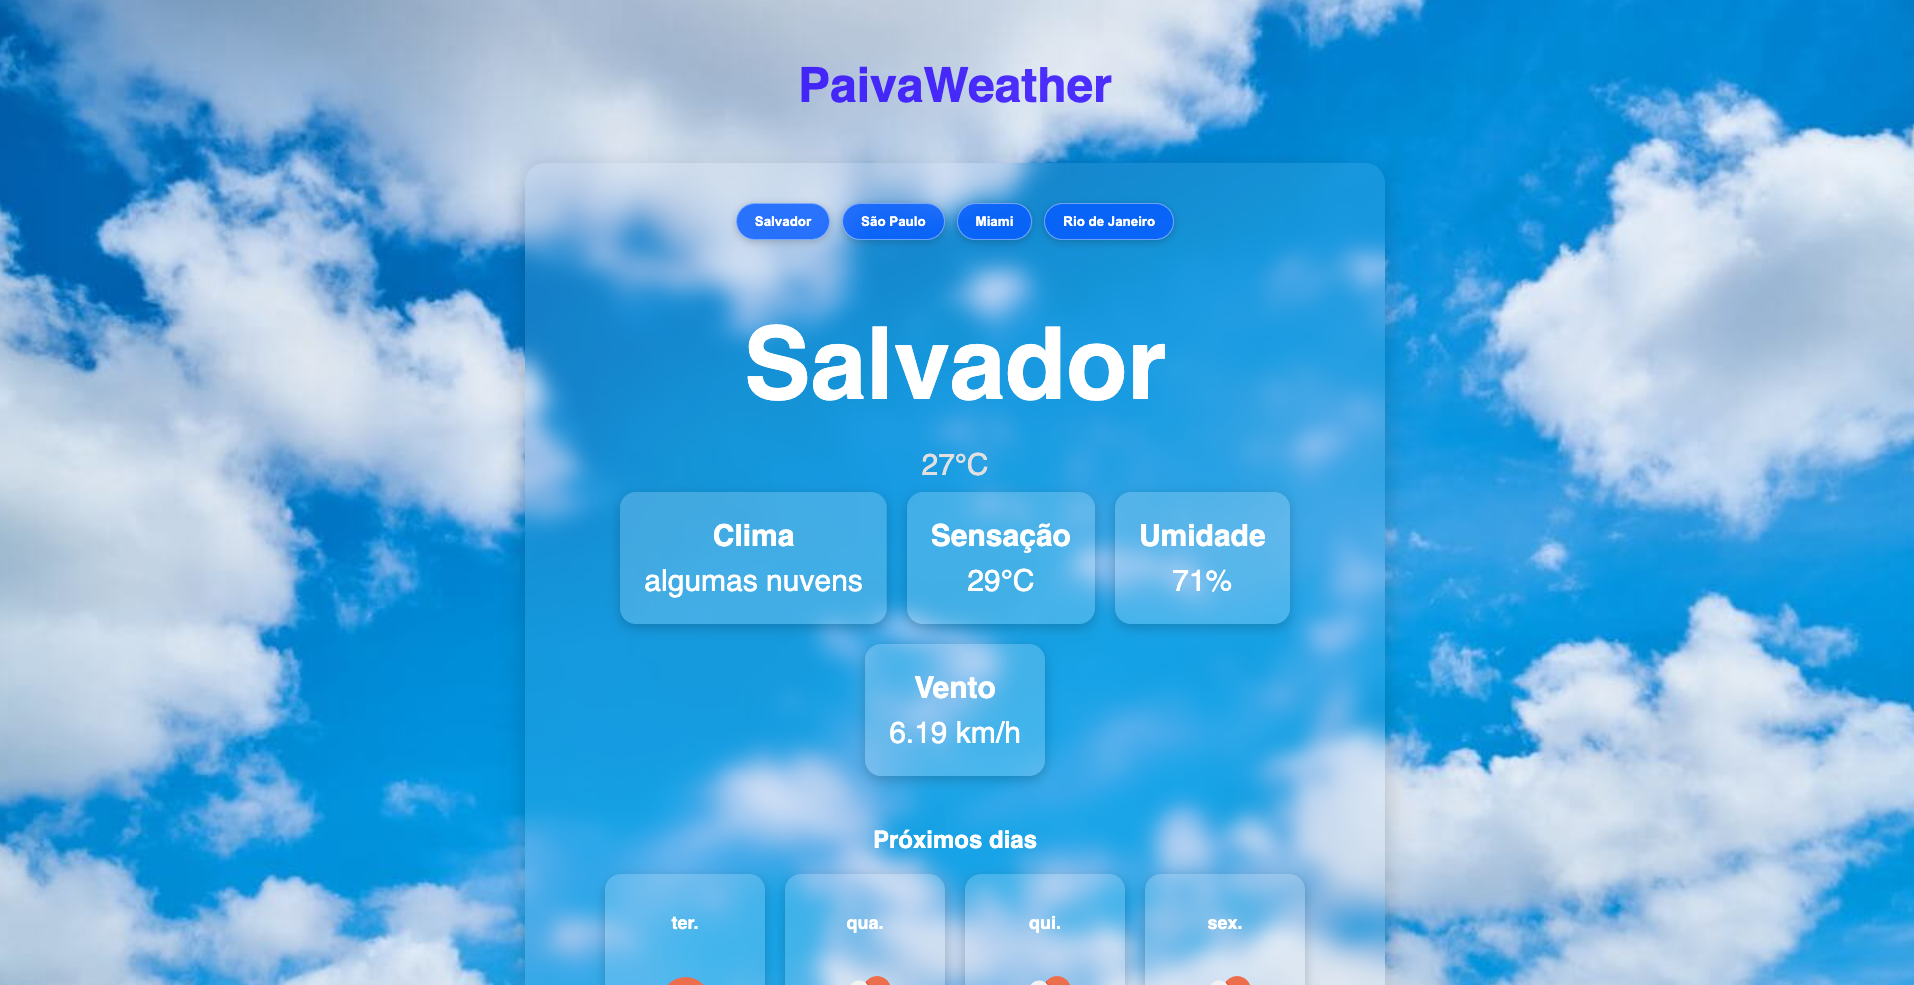 PaivaWeather
Salvador São Paulo Miami Rio de Janeiro
Salvador
27°C
Clima Sensação Umidade
algumas nuvens 29°C 71%
Vento
6.19 km/h
Próximos dias
ter. qua. qui. sex.